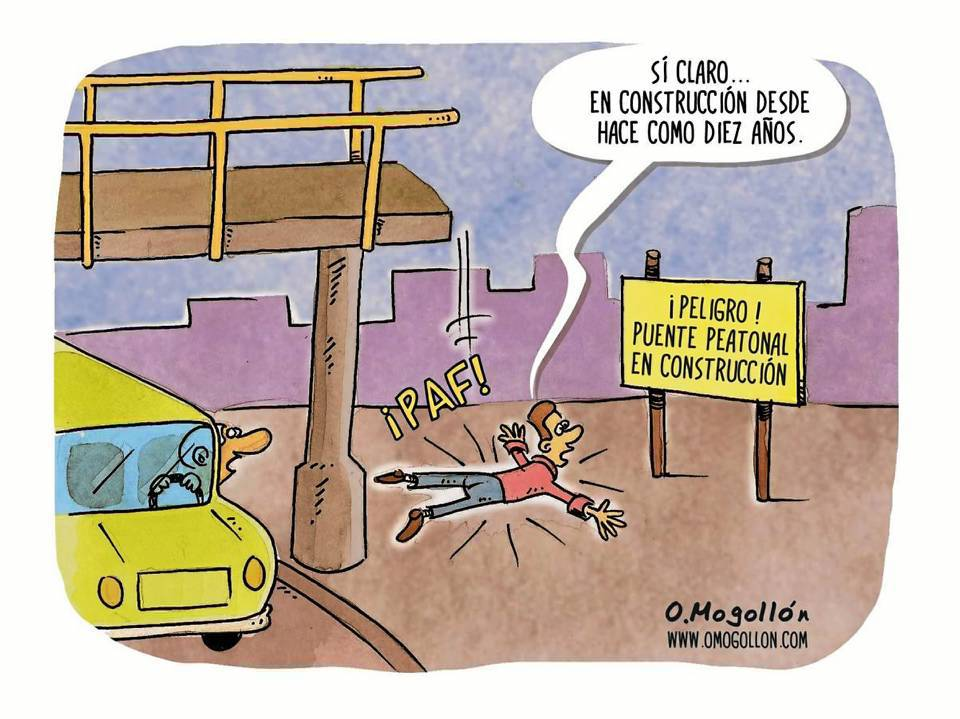 SÍ CLARO...
EN CONSTRUCCIÓN DESDE
HACE COMO DIEZ AÑOS.
¡PAF!
¡PELIGRO!
PUENTE PEATONAL
EN CONSTRUCCIÓN
O.Mogollón
WWW.OMOGOLLON.COM